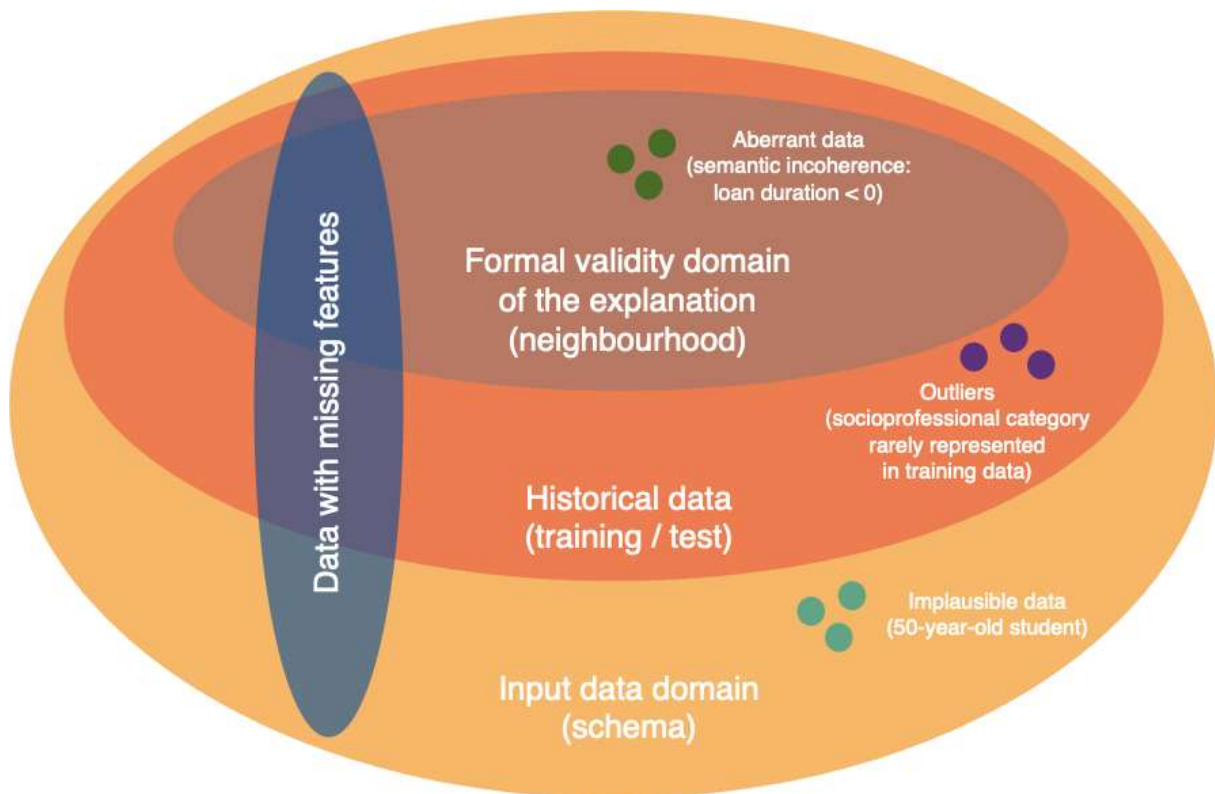 Aberrant data
(semantic incoherence:
loan duration < 0)
Formal validity domain
of the explanation
(neighbourhood)
Data with missing features
Outliers
(socioprofessional category
rarely represented
in training data)
Historical data
(training / test)
Implausible data
(50-year-old student)
Input data domain
(schema)